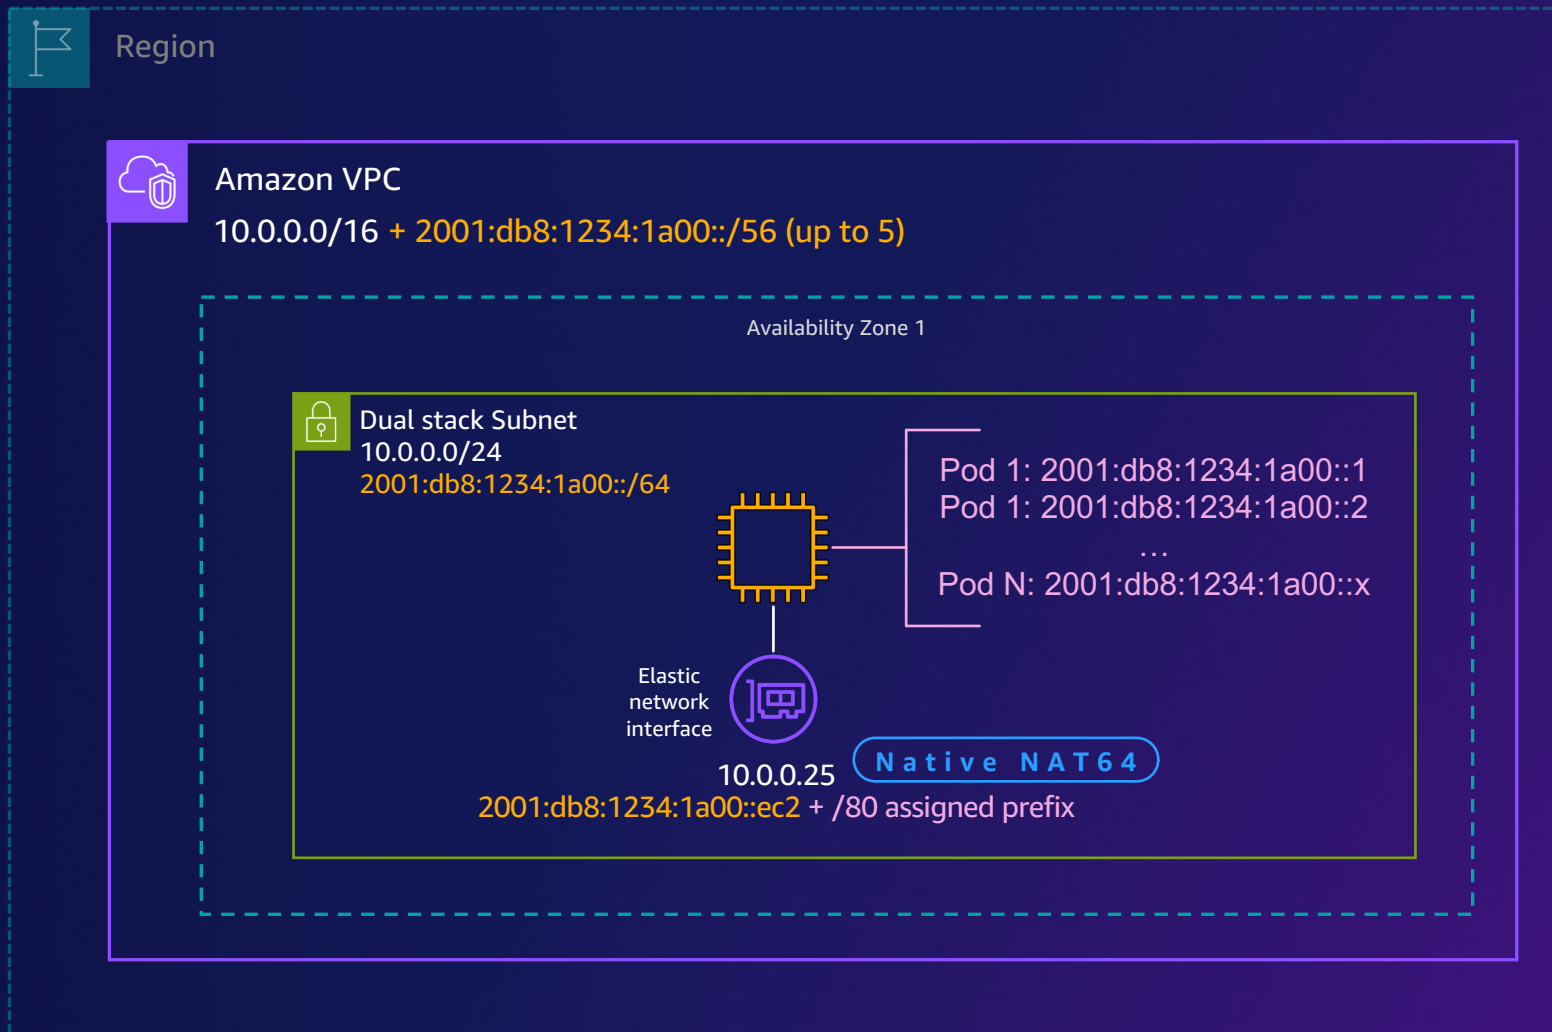 Region
Amazon VPC
10.0.0.0/16 + 2001:db8:1234:1a00::/56 (up to 5)
Availability Zone 1
Dual stack Subnet
10.0.0.0/24
2001:db8:1234:1a00::/64
Pod 1: 2001:db8:1234:1a00::1
Pod 1: 2001:db8:1234:1a00::2
...
Pod N: 2001:db8:1234:1a00::x
Elastic
network
interface
10.0.0.25
Native NAT64
2001:db8:1234:1a00::ec2 + /80 assigned prefix